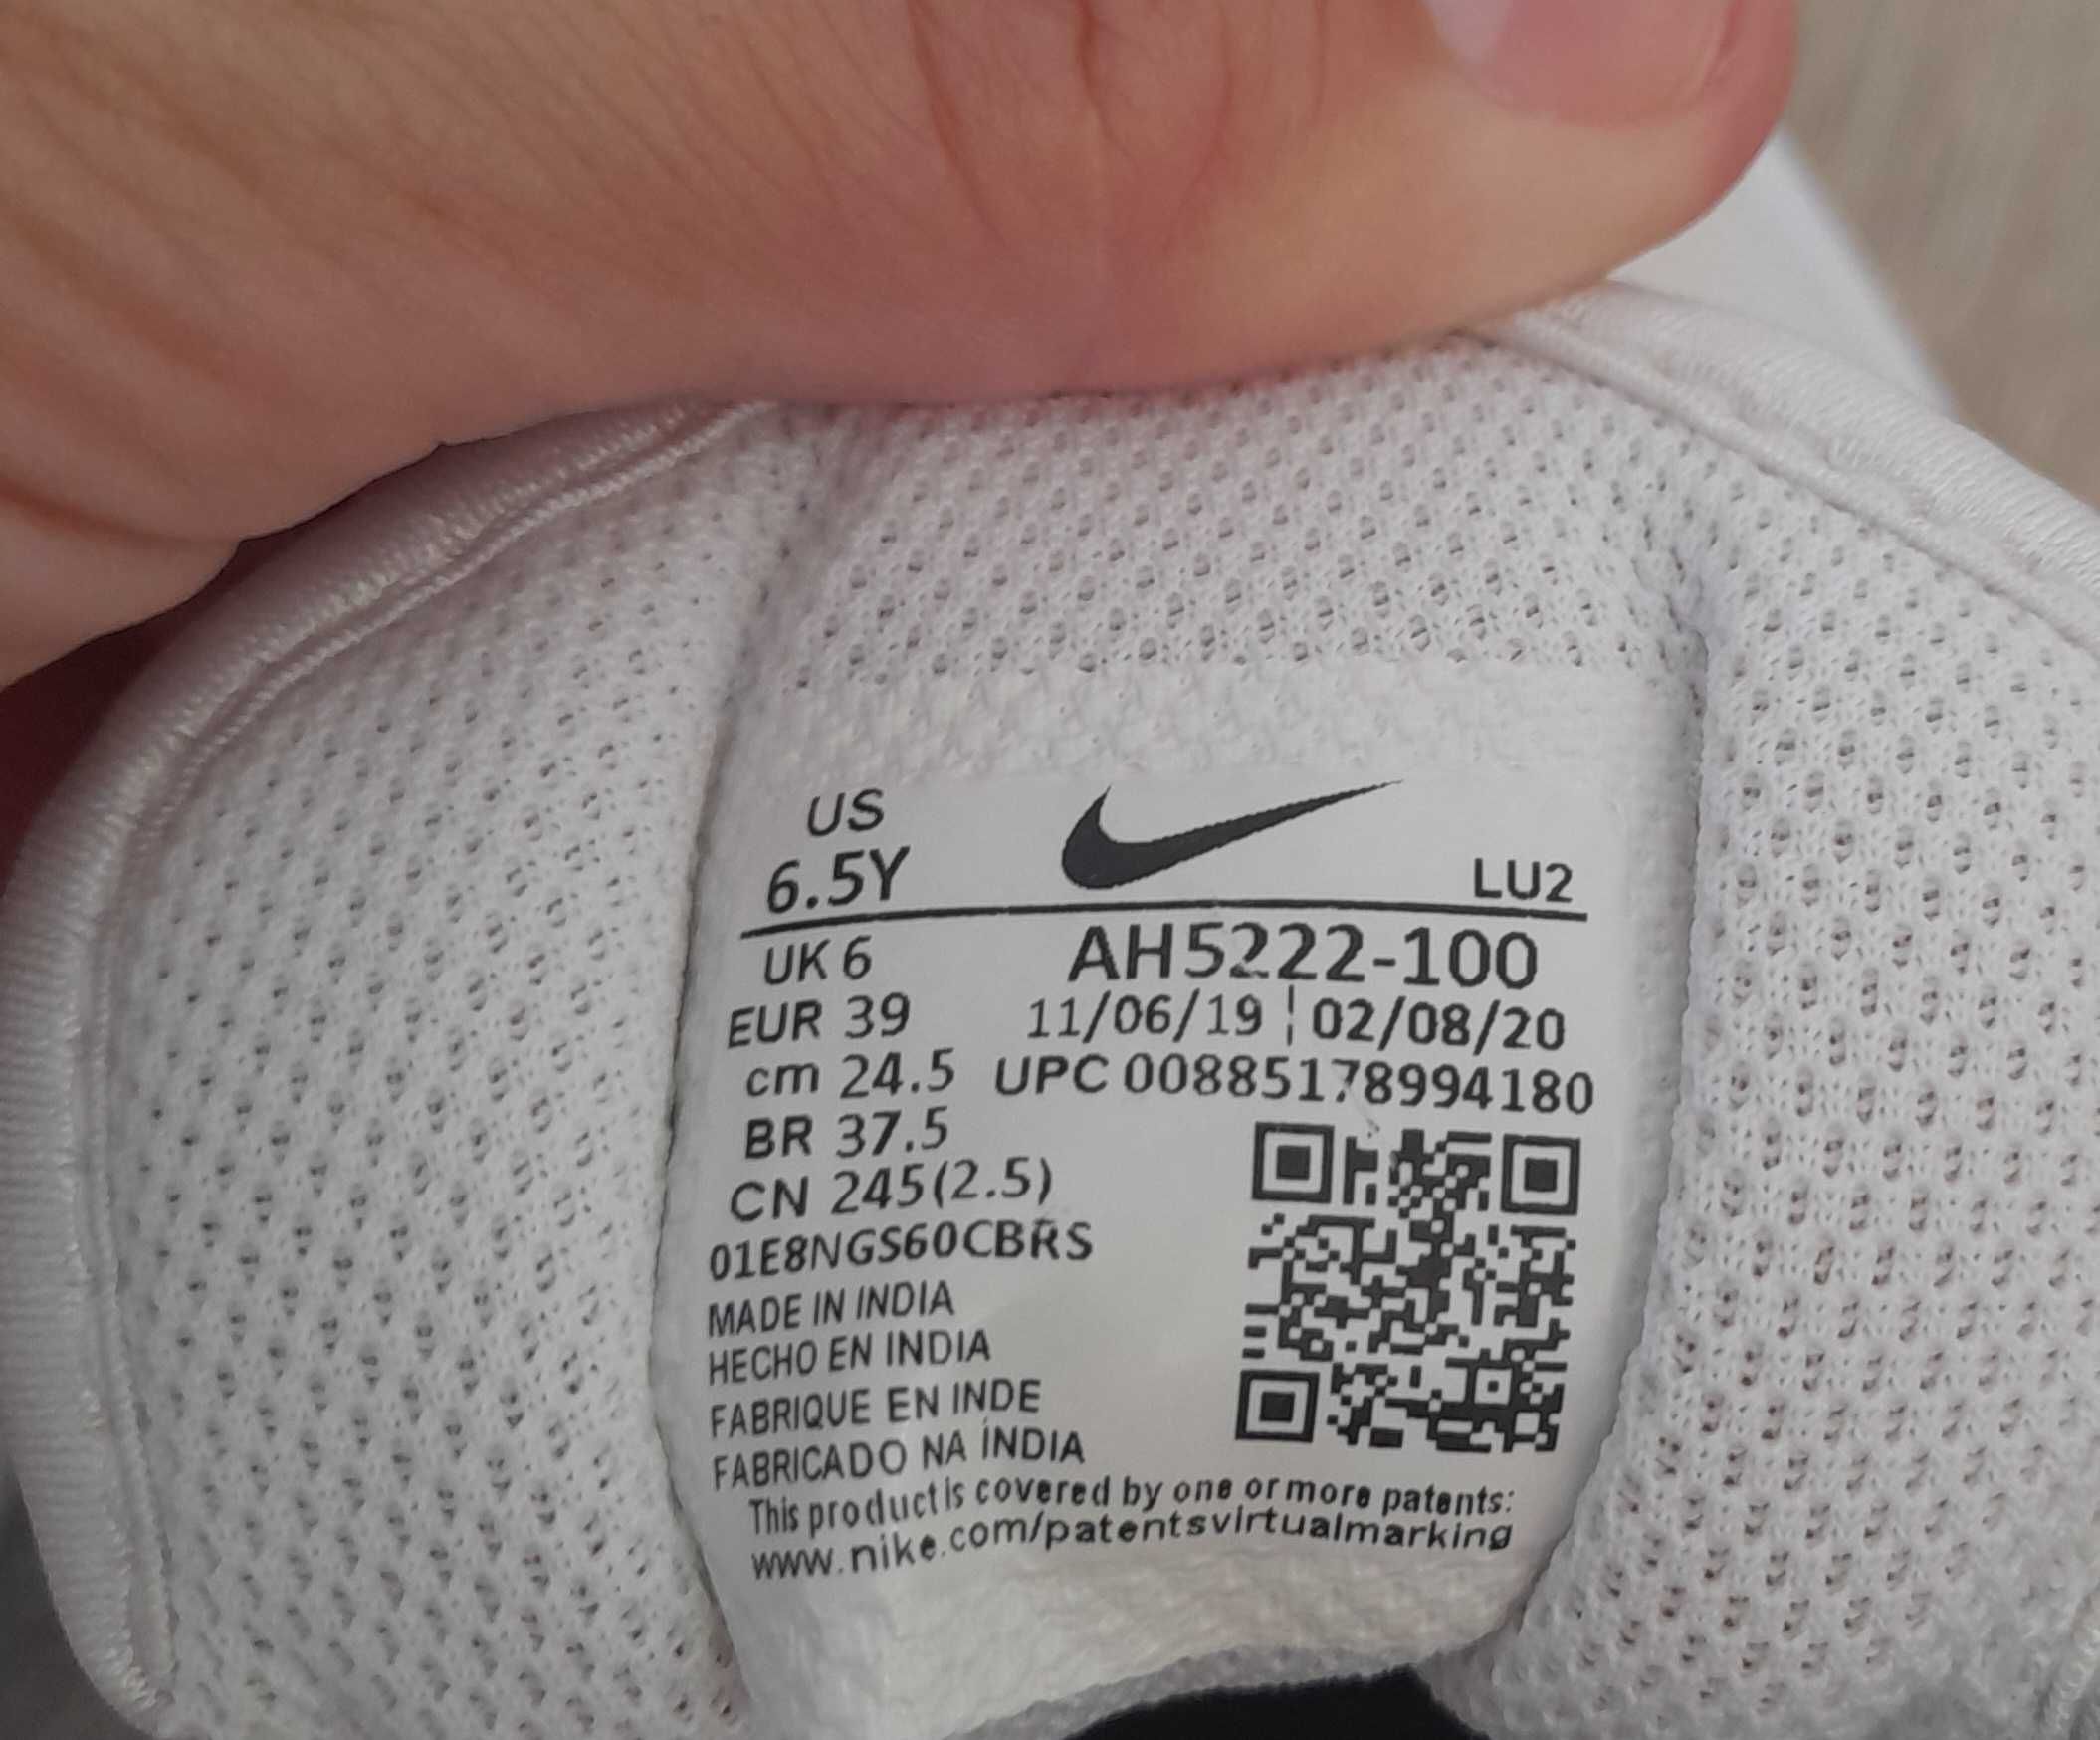 US
6.5Y
LU2
UK 6
AH5222-100
EUR 39
11/06/19 ¦ 02/08/20
cm 24.5
UPC 00885178994180
BR 37.5
CN 245(2.5)
01E8NGS60CBRS
MADE IN INDIA
HECHO EN INDIA
FABRIQUE EN INDE
FABRICADO NA ÍNDIA
This product is covered by one or more patents:
www.nike.com/patentsvirtualmarking